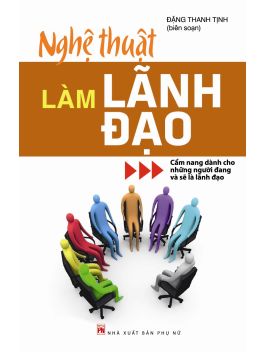 ĐẶNG THANH TỊNH
(biên soạn)
Nghệ thuật
LÀM LÃNH
ĐẠO
Cẩm nang dành cho
những người đang
và sẽ là lãnh đạo
NHÀ XUẤT BẢN PHỤ NỮ